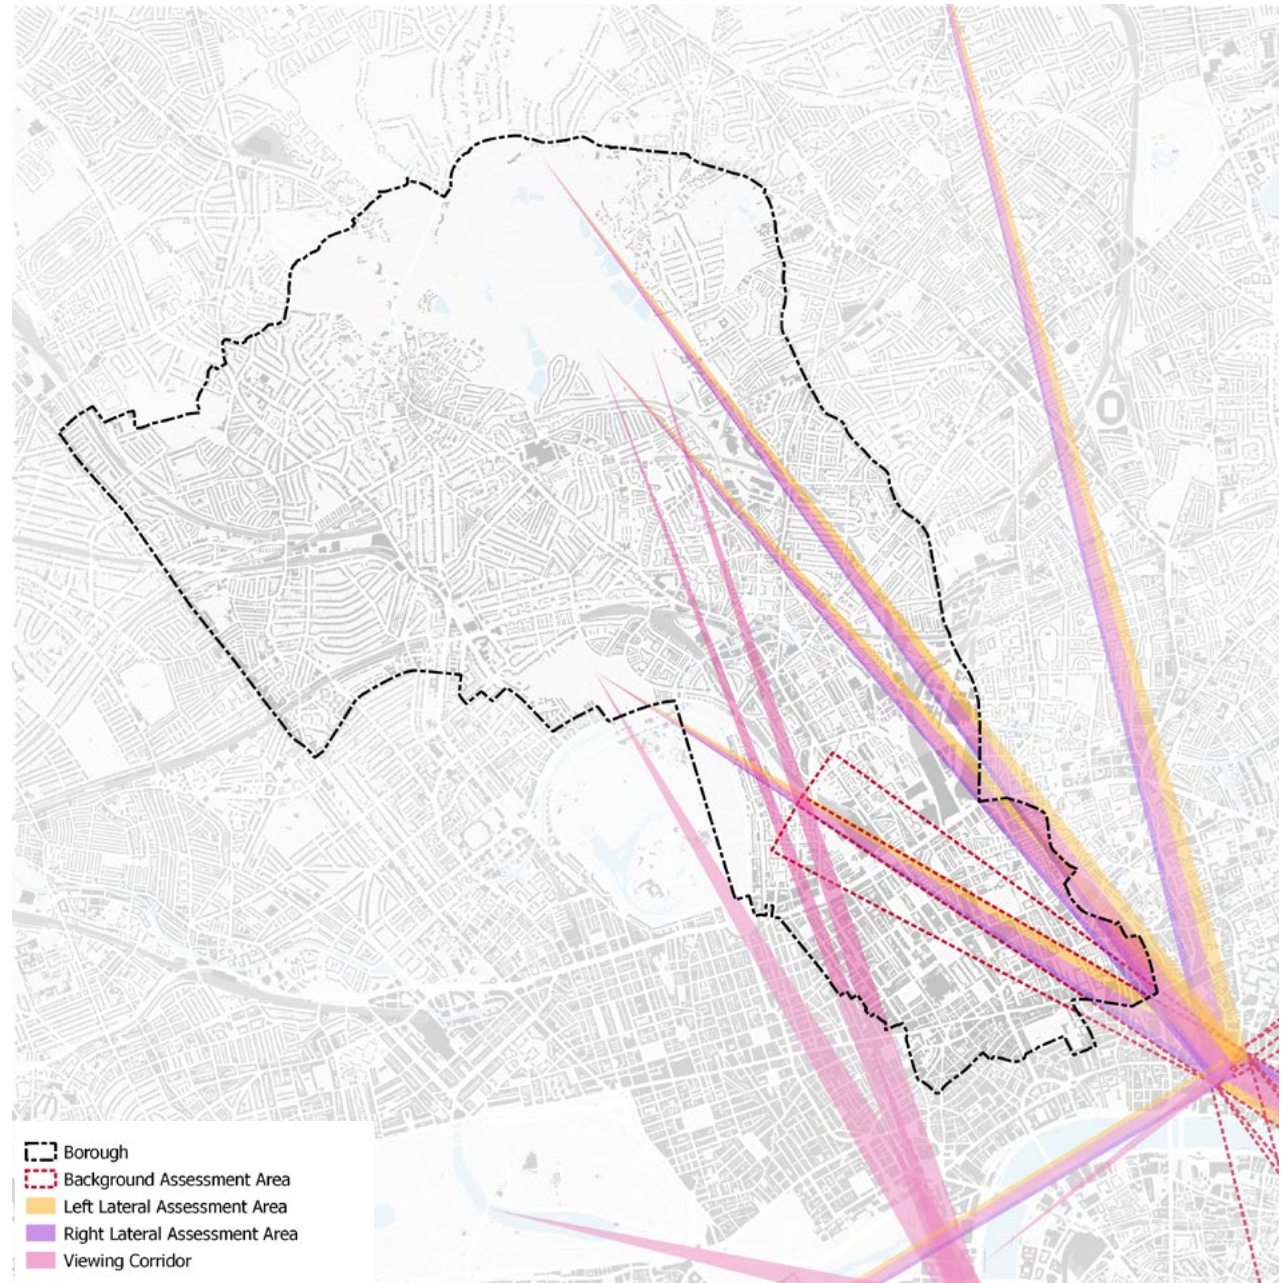 Borough
Background Assessment Area
Left Lateral Assessment Area
Right Lateral Assessment Area
Viewing Corridor